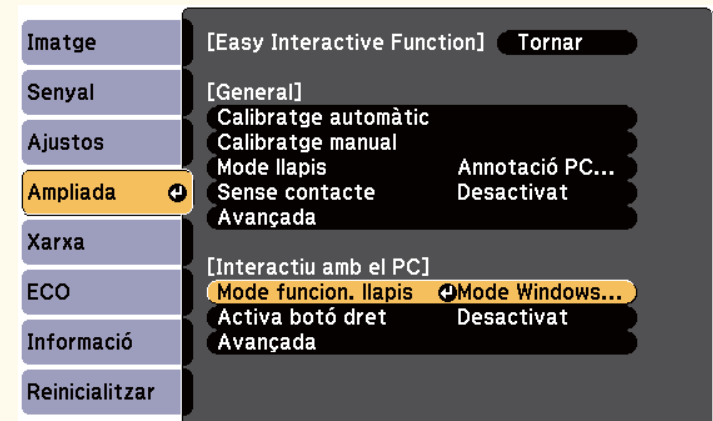 Imatge
Senyal
Ajustos
Ampliada
Xarxa
ECO
Informació
Reinicialitzar
[Easy Interactive Function] Tornar
[General]
Calibratge automàtic
Calibratge manual
Mode llapis Annotació PC...
Sense contacte Desactivat
Avançada
[Interactiu amb el PC]
Mode funcion. llapis Mode Windows...
Activa botó dret Desactivat
Avançada